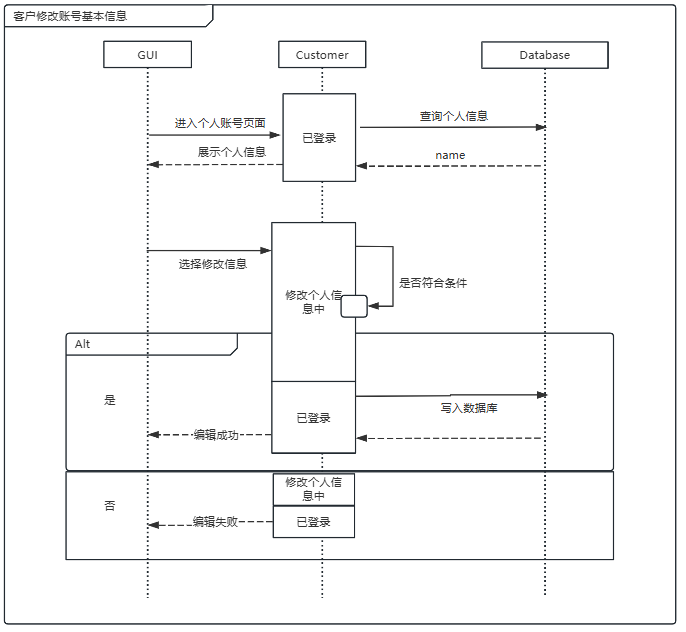 客户修改账号基本信息
GUI
Customer
Database
进入个人账号页面
查询个人信息
已登录
展示个人信息
name
选择修改信息
是否符合条件
修改个人信
息中
Alt
是
写入数据库
已登录
编辑成功
修改个人信
息中
否
编辑失败
已登录